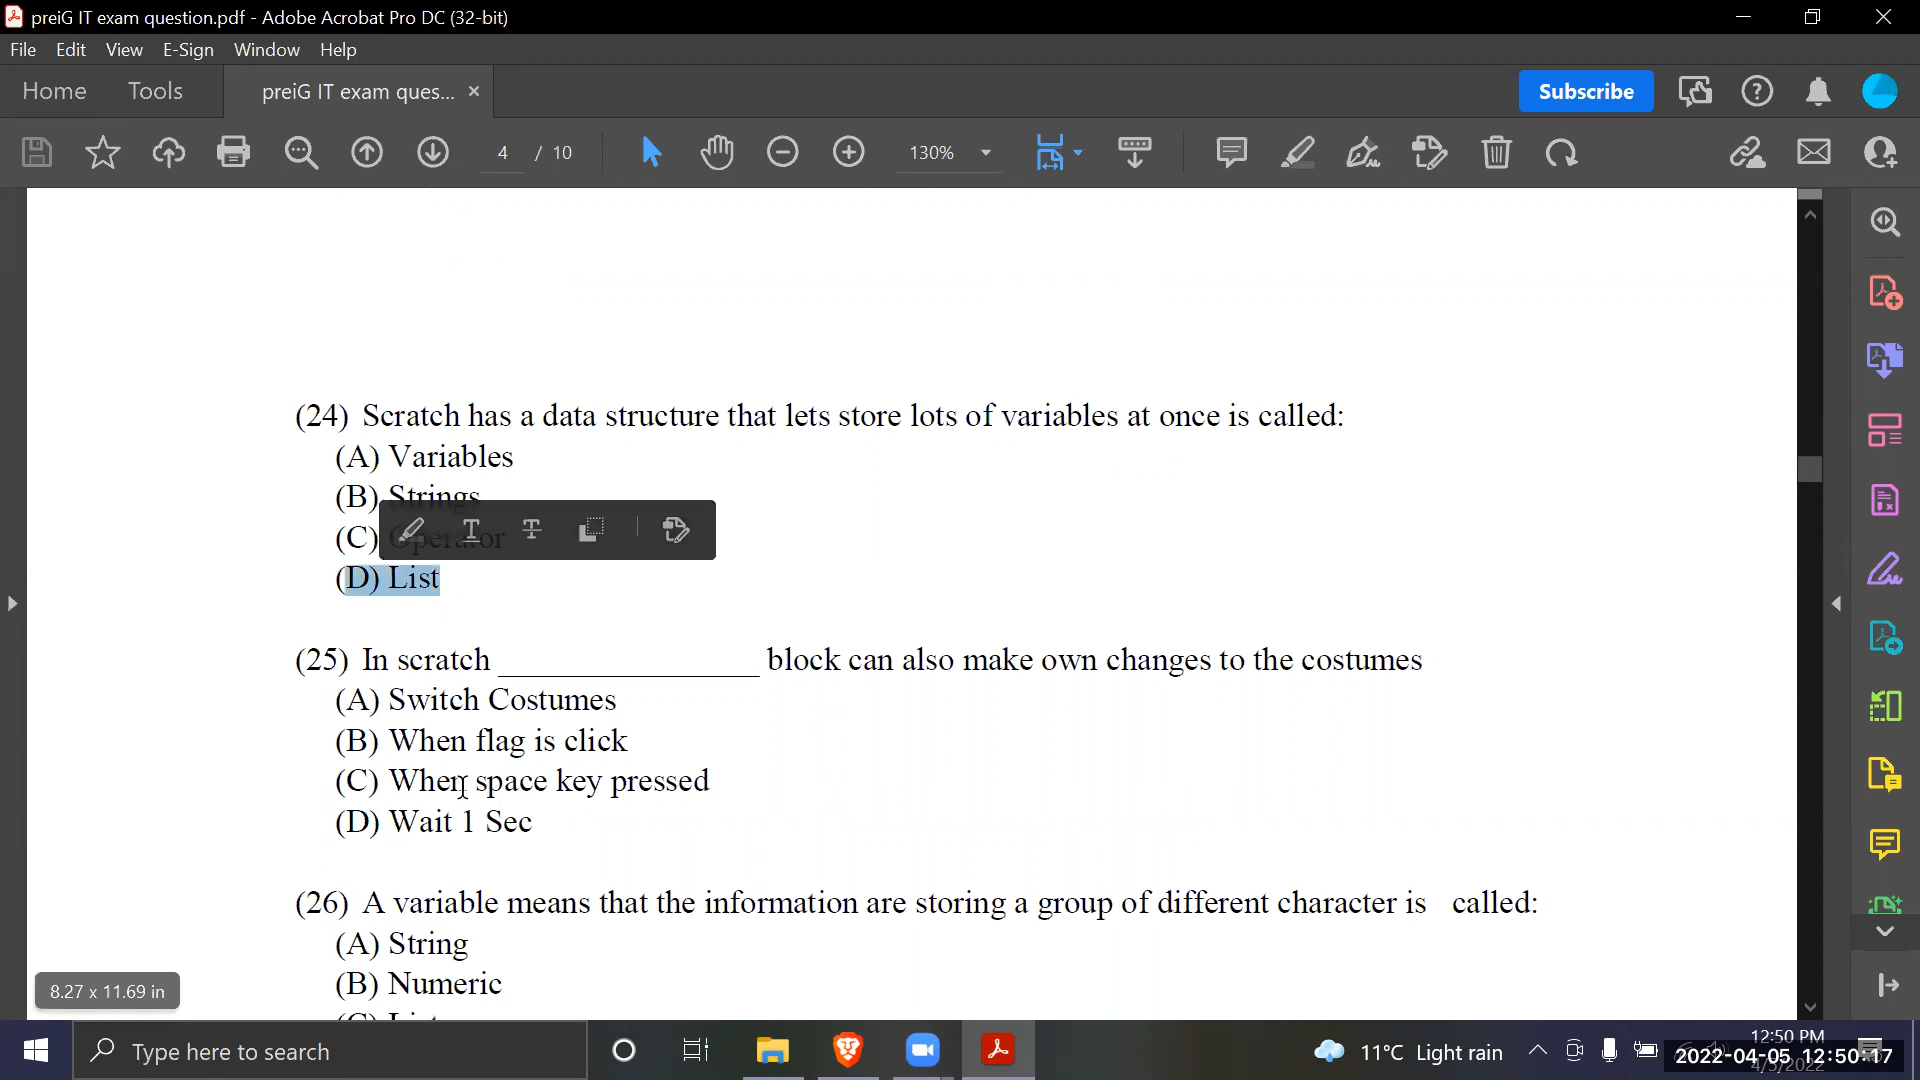 preiG IT exam question.pdf - Adobe Acrobat Pro DC (32-bit)
File Edit View E-Sign Window Help
Home Tools preiG IT exam ques... × Subscribe
4 / 10 130%
(24) Scratch has a data structure that lets store lots of variables at once is called:
(A) Variables
(B) Strings
(C) Operator
(D) List
(25) In scratch ________________ block can also make own changes to the costumes
(A) Switch Costumes
(B) When flag is click
(C) When space key pressed
(D) Wait 1 Sec
(26) A variable means that the information are storing a group of different character is called:
(A) String
(B) Numeric
8.27 x 11.69 in
Type here to search
11°C Light rain
12:50 PM
2022-04-05 12:50:17